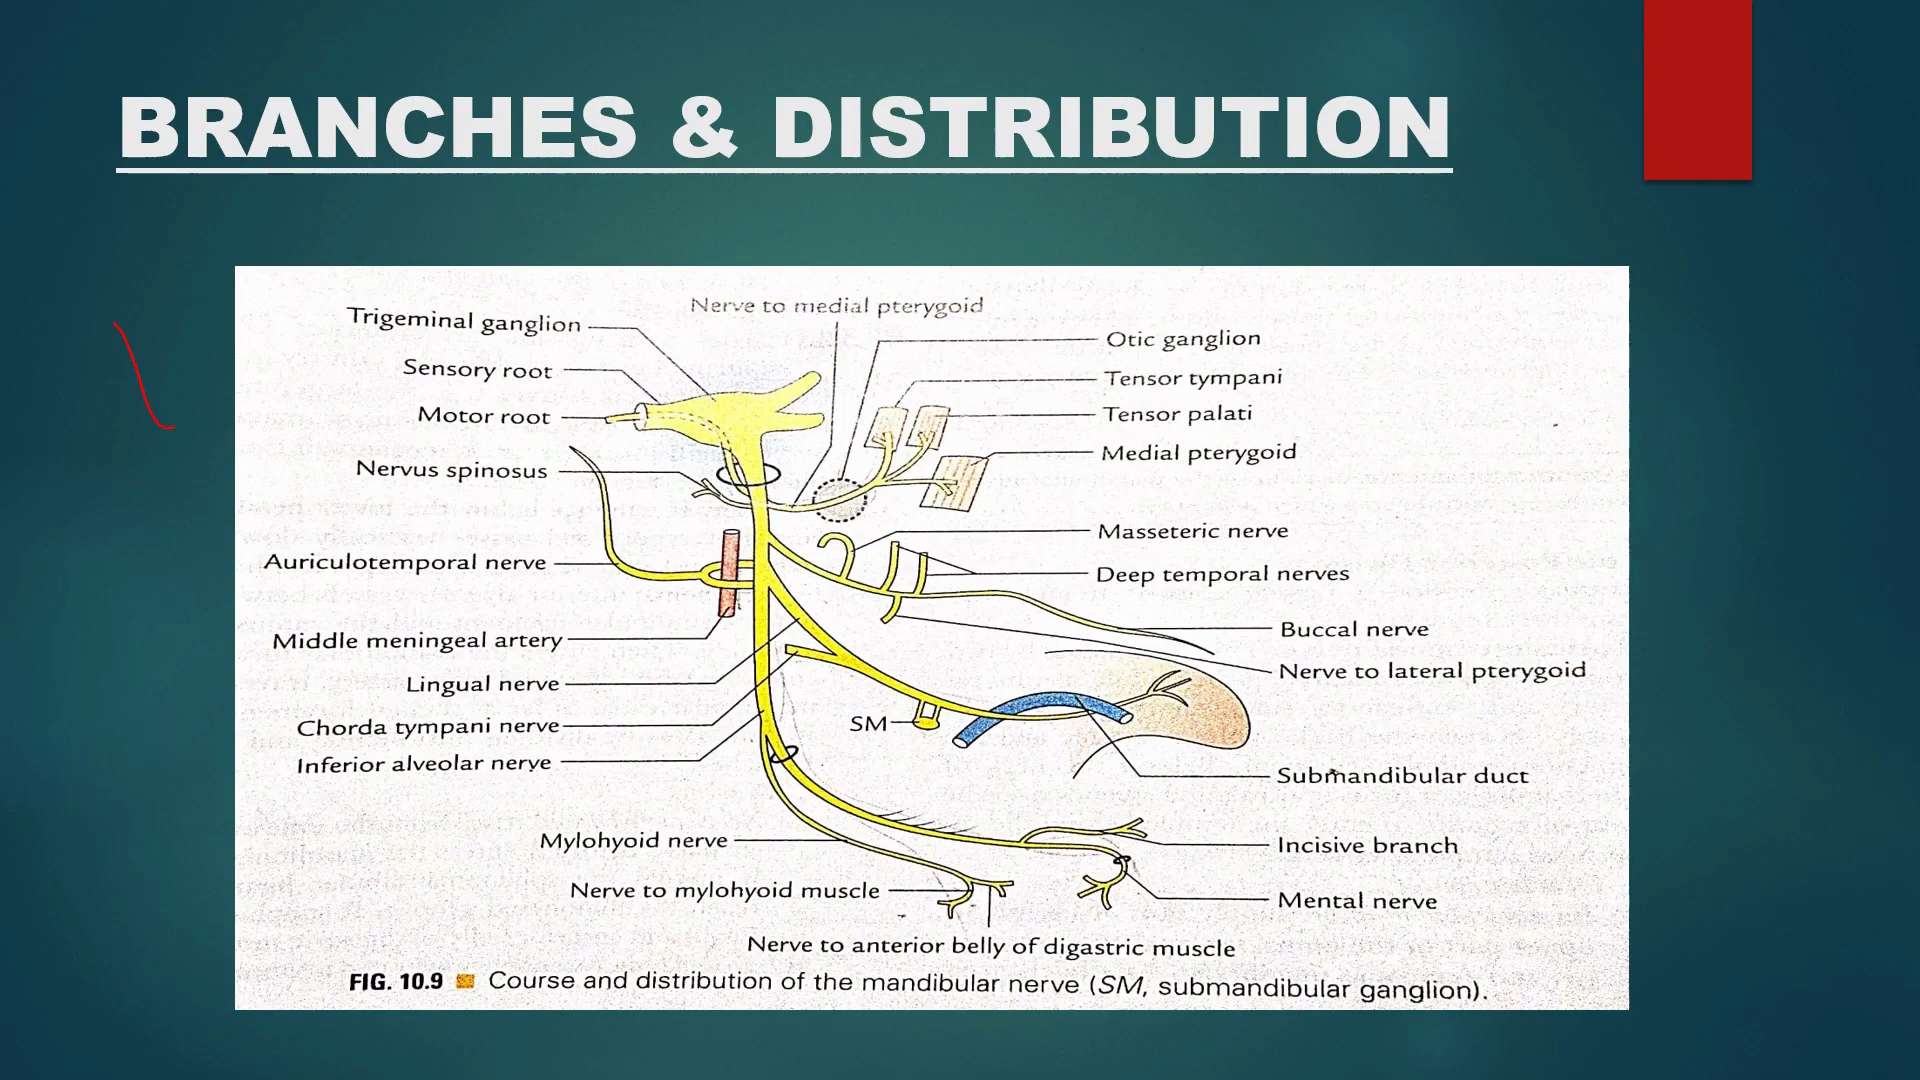 BRANCHES & DISTRIBUTION
Nerve to medial pterygoid
Trigeminal ganglion
Sensory root
Motor root
Nervus spinosus
Auriculotemporal nerve
Middle meningeal artery
Lingual nerve
Chorda tympani nerve
Inferior alveolar nerve
Mylohyoid nerve
Nerve to mylohyoid muscle
Nerve to anterior belly of digastric muscle
Otic ganglion
Tensor tympani
Tensor palati
Medial pterygoid
Masseteric nerve
Deep temporal nerves
Buccal nerve
Nerve to lateral pterygoid
SM
Submandibular duct
Incisive branch
Mental nerve
FIG. 10.9 Course and distribution of the mandibular nerve (SM, submandibular ganglion).